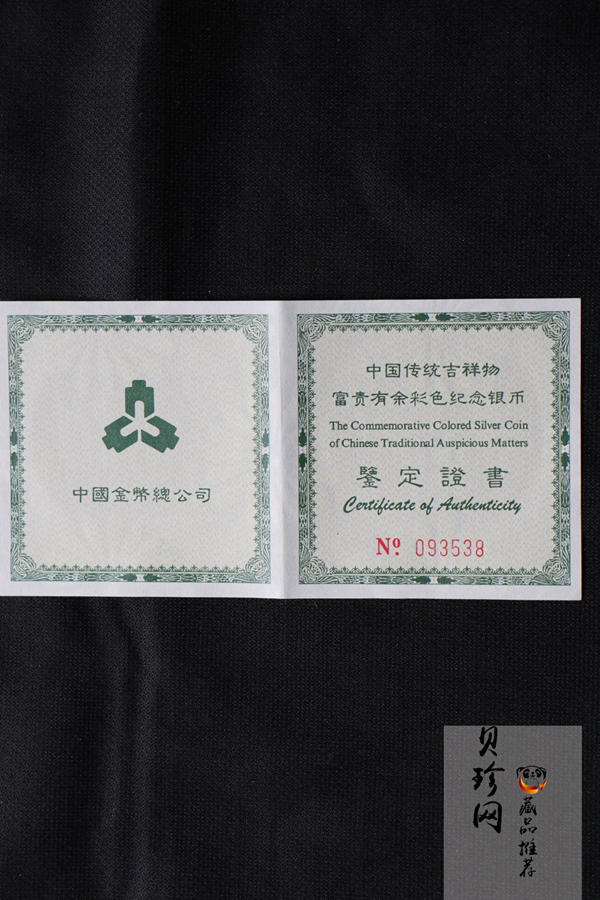 中國金幣總公司
中国传统吉祥物
富贵有余彩色纪念银币
The Commemorative Colored Silver Coin
of Chinese Traditional Auspicious Matters
鑒定證書
Certificate of Authenticity
Nº 093538
贝珍网
藏品推荐